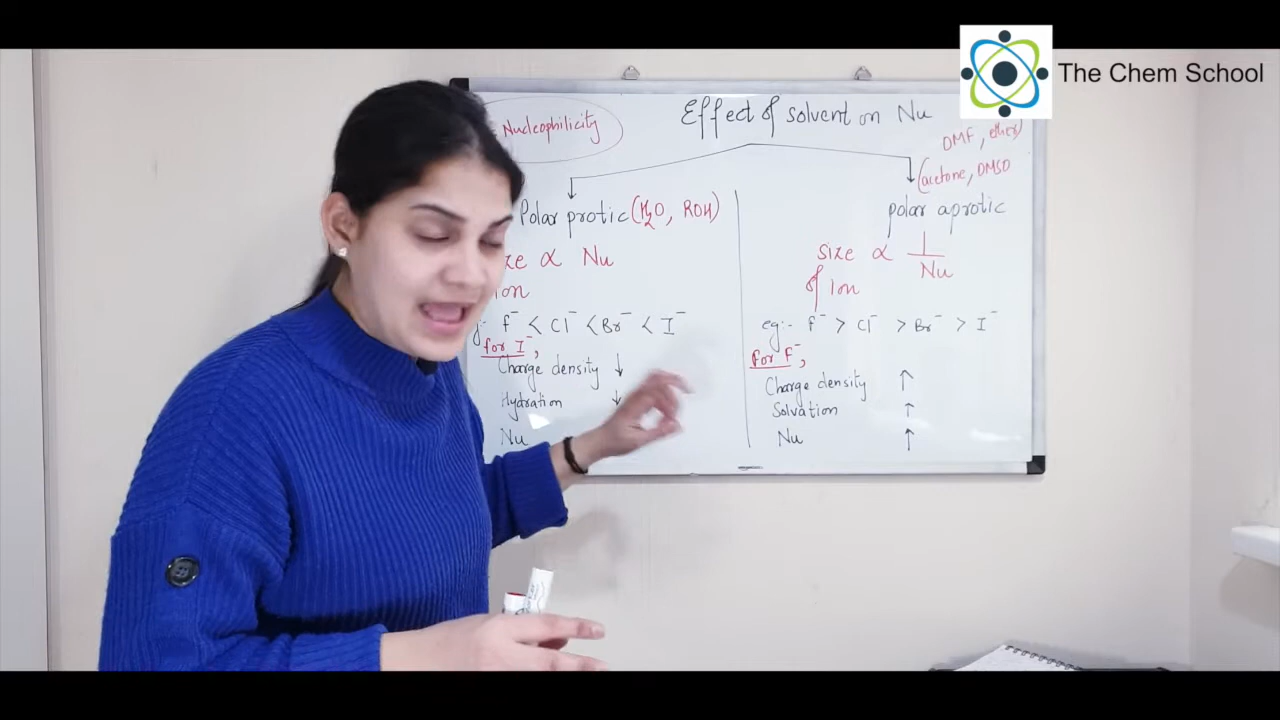 The Chem School
Effect of solvent on Nu
Nucleophilicity
Polar protic (H₂O, ROH)
∝ Nu
ion
F⁻ < Cl⁻ < Br⁻ < I⁻
for I⁻,
Charge density ↓
Hydration ↓
Nu
DMF, ether)
(acetone, DMSO
polar aprotic
size ∝ 1/Nu
of ion
eg:- F⁻ > Cl⁻ > Br⁻ > I⁻
for F⁻,
Charge density ↑
Solvation ↑
Nu ↑